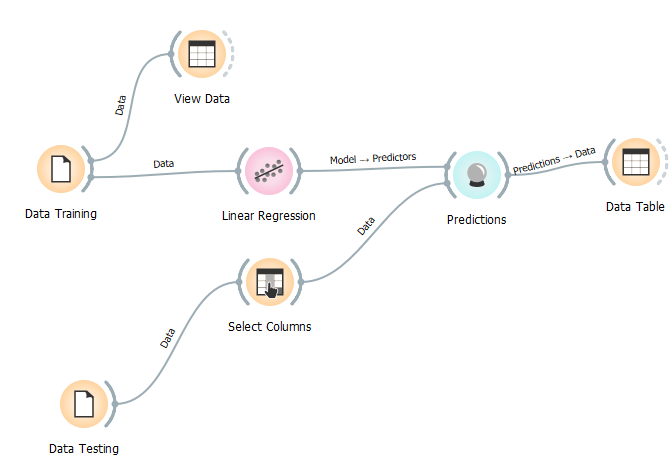 View Data
Data
Data
Data Training
Linear Regression
Model → Predictors
Predictions
Predictions → Data
Data Table
Data
Select Columns
Data
Data Testing